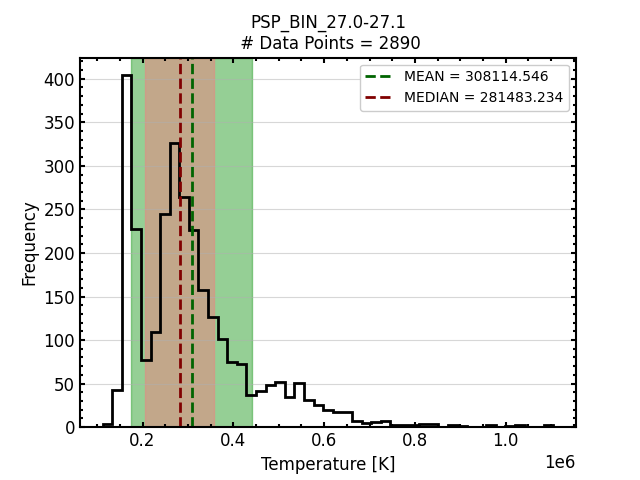 PSP_BIN_27.0-27.1
# Data Points = 2890
MEAN = 308114.546
MEDIAN = 281483.234
Frequency
400
350
300
250
200
150
100
50
0
0.2 0.4 0.6 0.8 1.0
1e6
Temperature [K]